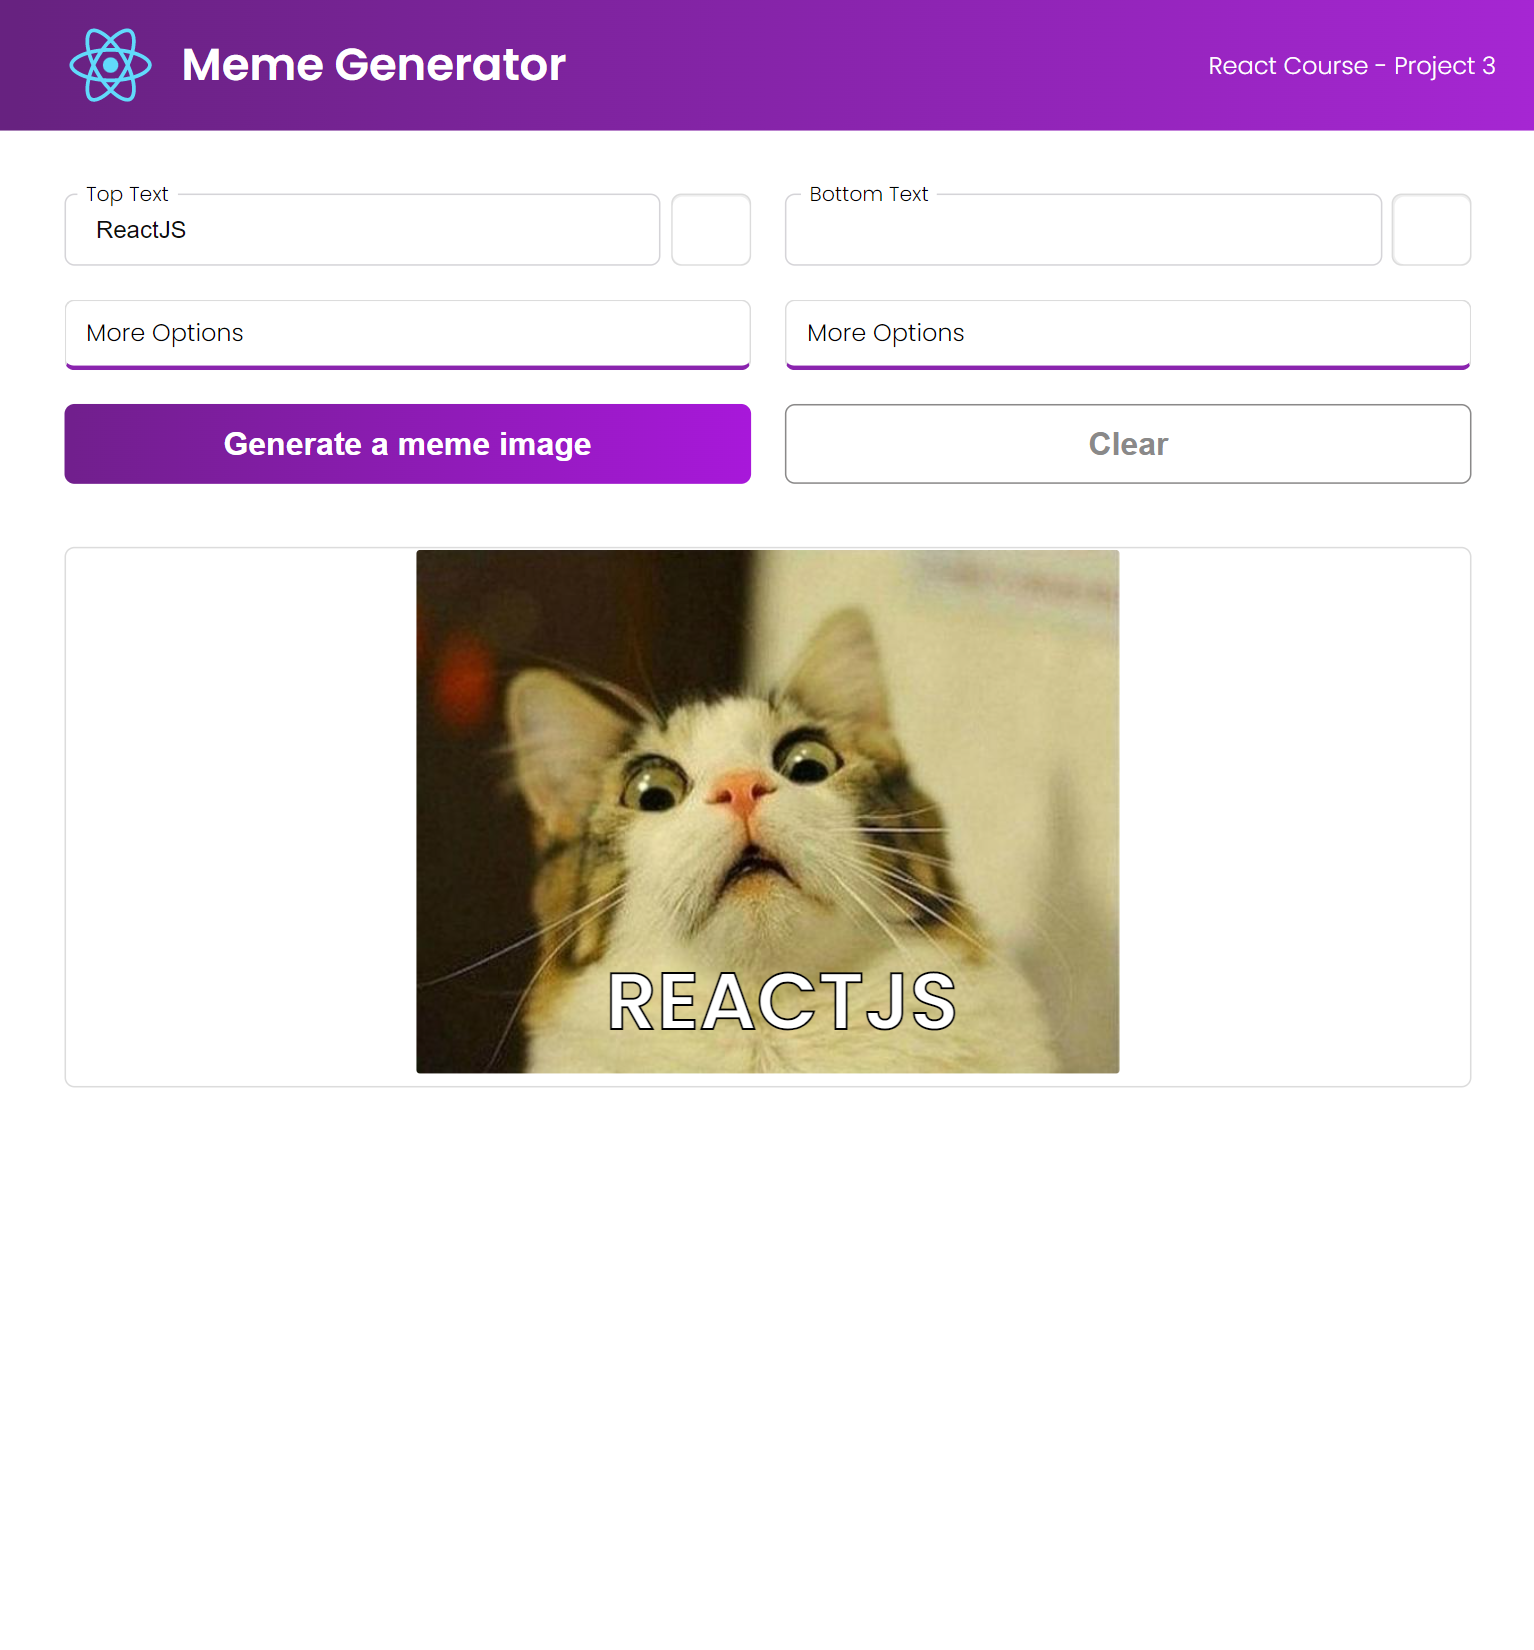 Meme Generator
React Course - Project 3
Top Text
Bottom Text
ReactJS
More Options
More Options
Generate a meme image
Clear
REACTJS